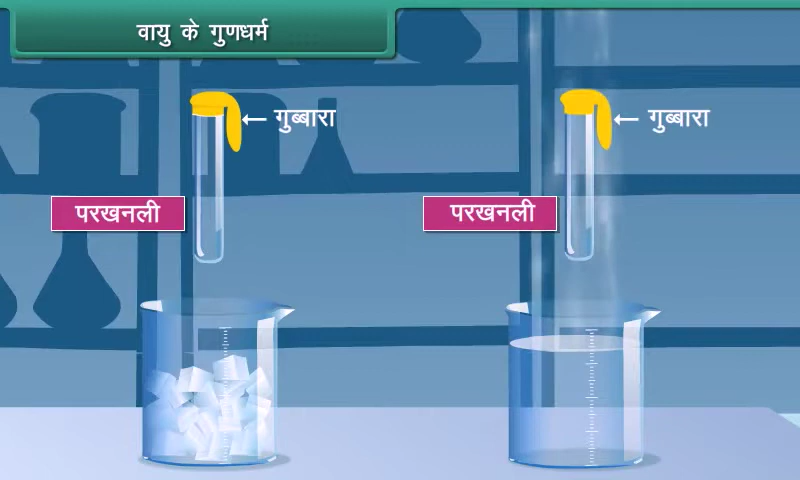 वायु के गुणधर्म
← गुब्बारा
← गुब्बारा
परखनली
परखनली